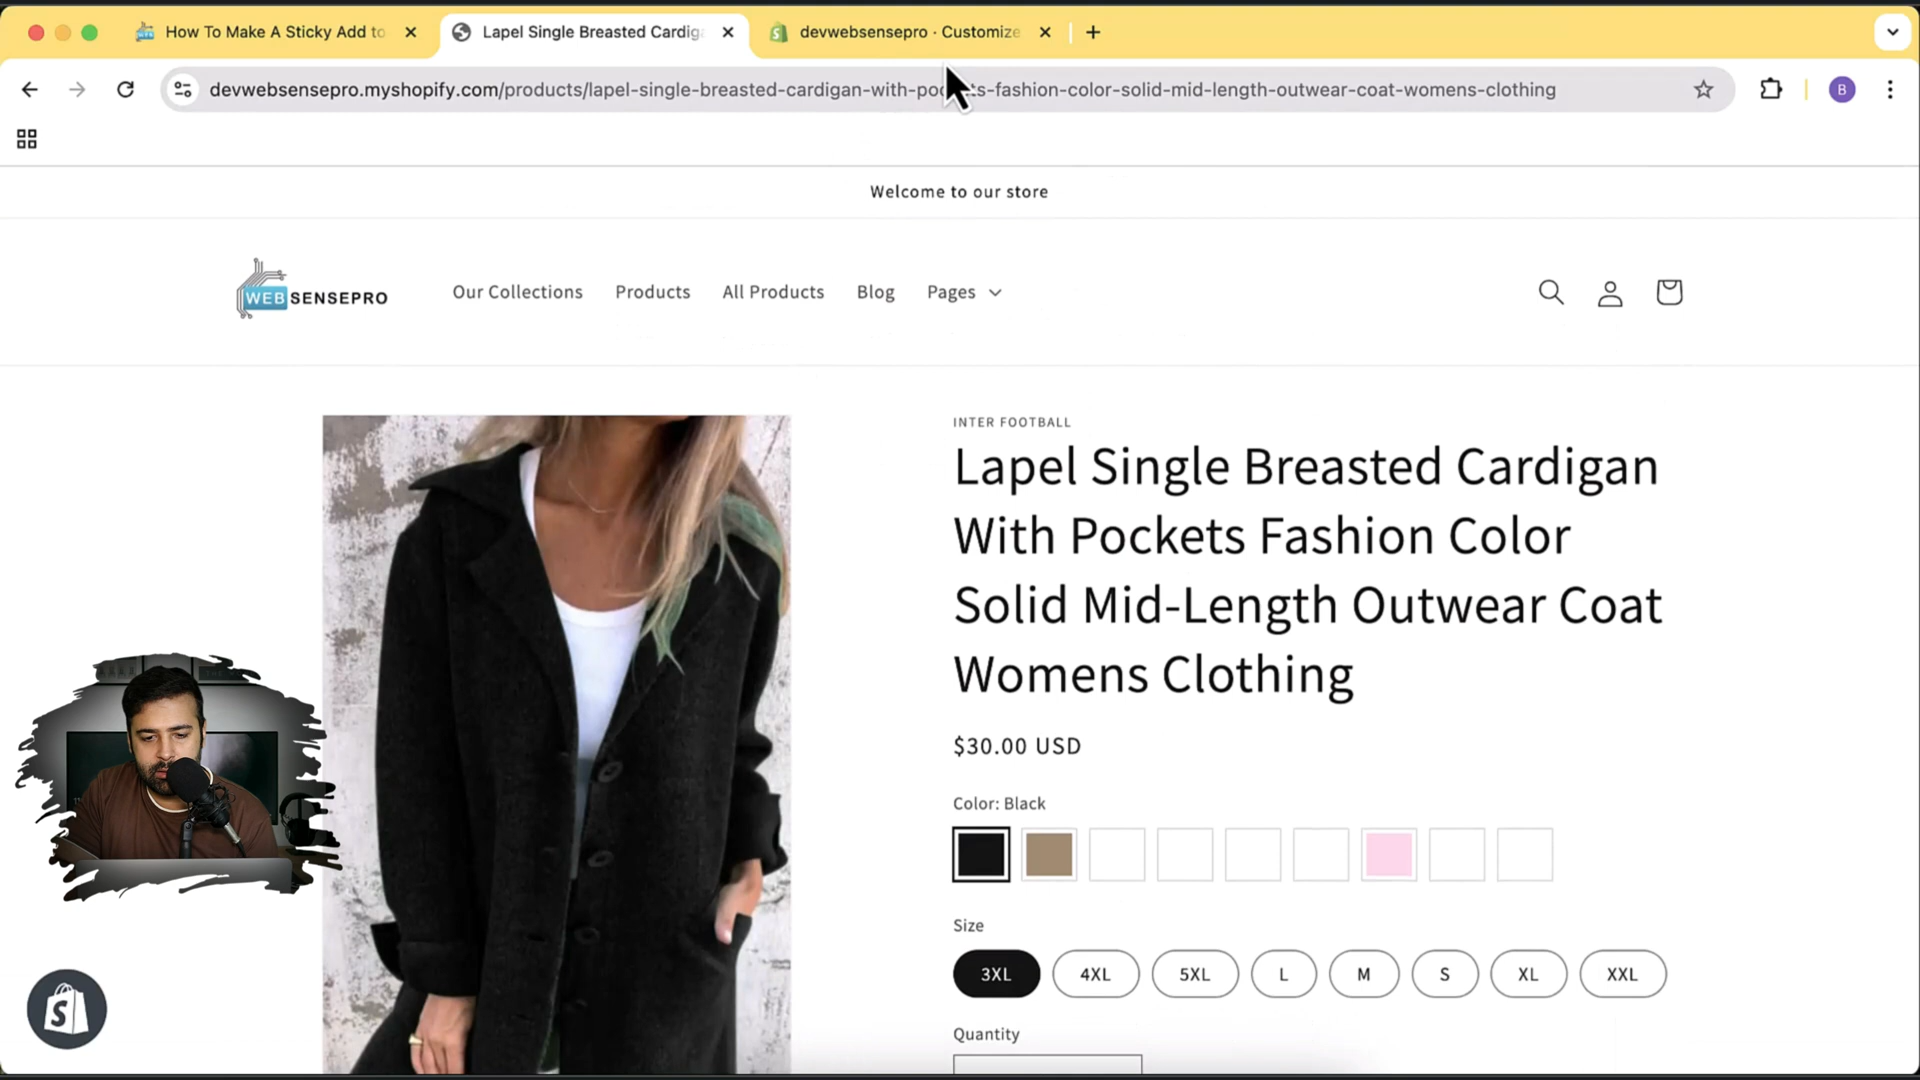 How To Make A Sticky Add to
Lapel Single Breasted Cardig
devwebsensepro · Customize
devwebsensepro.myshopify.com/products/lapel-single-breasted-cardigan-with-pockets-fashion-color-solid-mid-length-outwear-coat-womens-clothing
B
Welcome to our store
WEBSENSEPRO
Our Collections
Products
All Products
Blog
Pages
INTER FOOTBALL
Lapel Single Breasted Cardigan
With Pockets Fashion Color
Solid Mid-Length Outwear Coat
Womens Clothing
$30.00 USD
Color: Black
Size
3XL
4XL
5XL
L
M
S
XL
XXL
Quantity